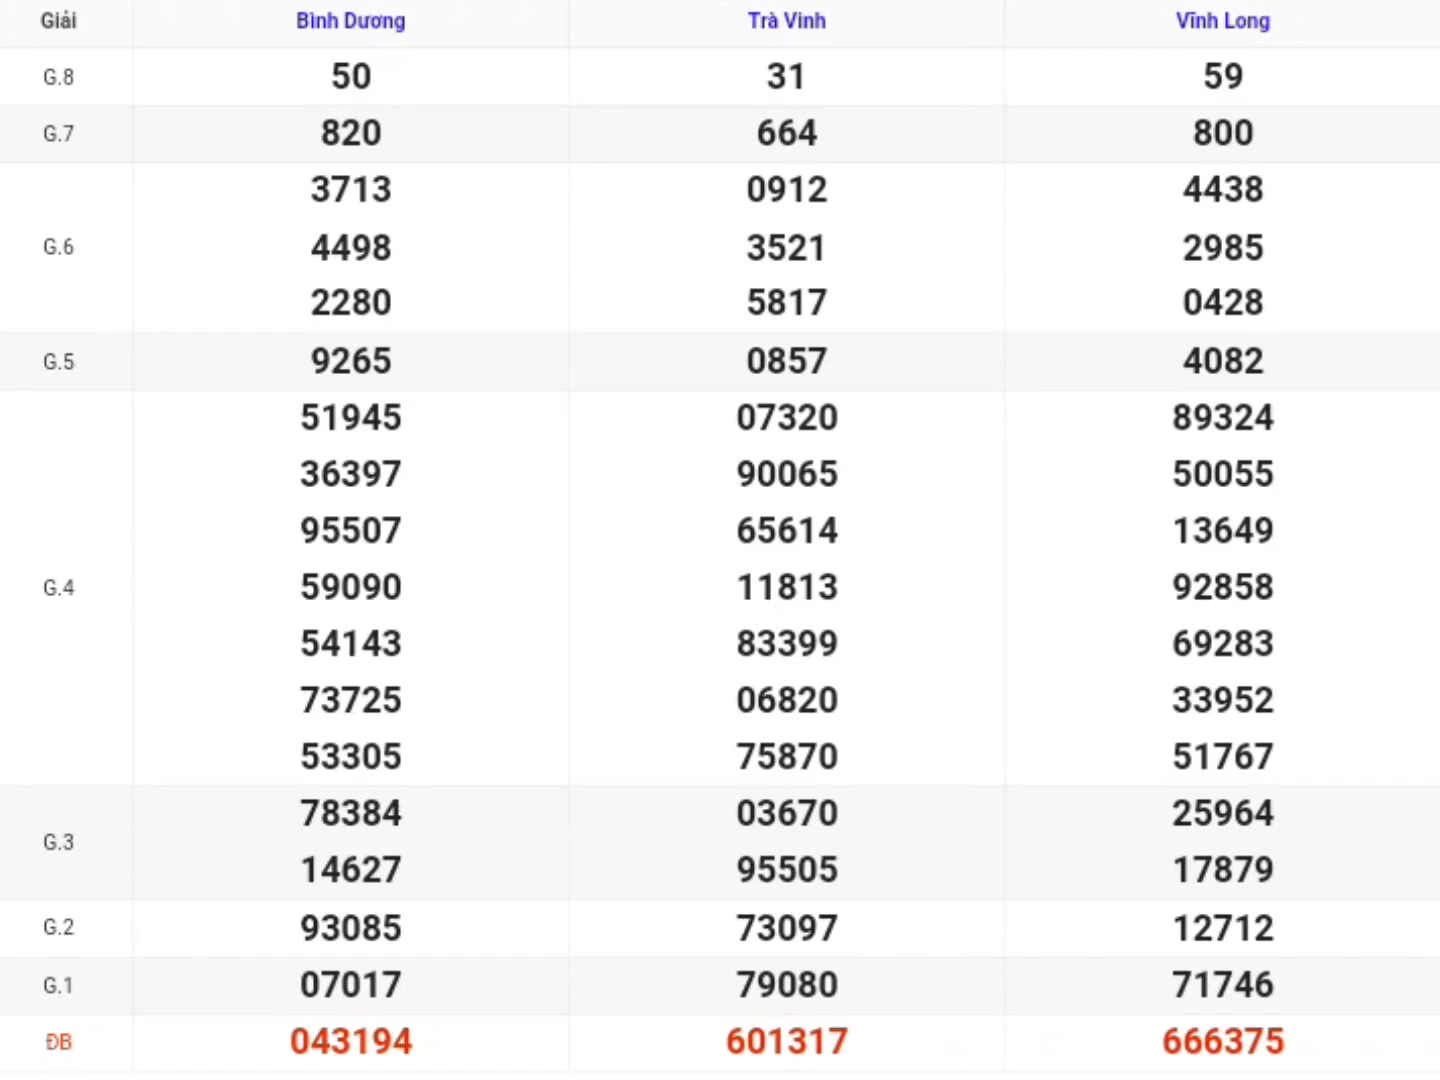 Giải Bình Dương Trà Vinh Vĩnh Long
G.8 50 31 59
G.7 820 664 800
3713 0912 4438
G.6 4498 3521 2985
2280 5817 0428
G.5 9265 0857 4082
51945 07320 89324
36397 90065 50055
95507 65614 13649
G.4 59090 11813 92858
54143 83399 69283
73725 06820 33952
53305 75870 51767
78384 03670 25964
G.3
14627 95505 17879
G.2 93085 73097 12712
G.1 07017 79080 71746
ĐB 043194 601317 666375